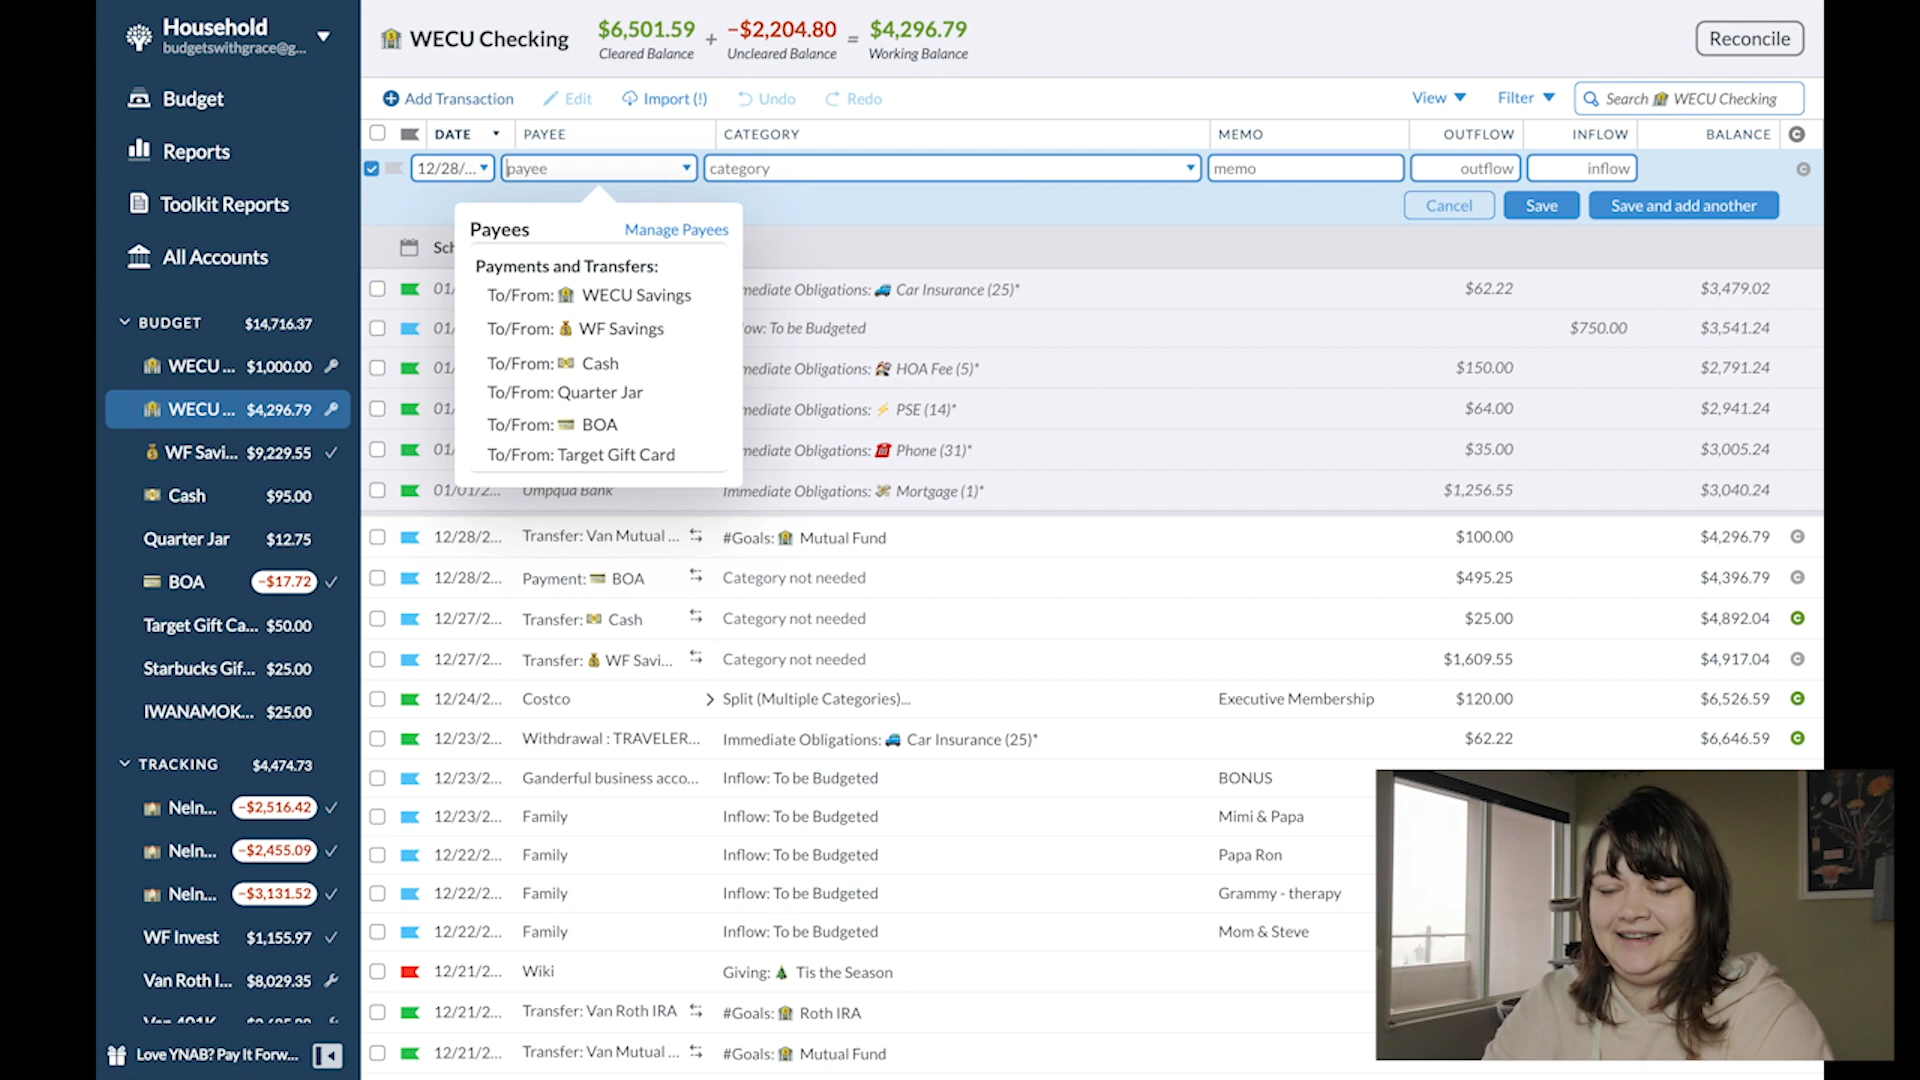 Household
budgetswithgrace@g...
Budget
Reports
Toolkit Reports
All Accounts
BUDGET $14,716.37
WECU ... $1,000.00
WECU ... $4,296.79
WF Savi... $9,229.55
Cash $95.00
Quarter Jar $12.75
BOA -$17.72
Target Gift Ca... $50.00
Starbucks Gif... $25.00
IWANAMOK... $25.00
TRACKING $4,474.73
Neln... -$2,516.42
Neln... -$2,455.09
Neln... -$3,131.52
WF Invest $1,155.97
Van Roth I... $8,029.35
Van 401K
Love YNAB? Pay It Forw...
WECU Checking
$6,501.59 + -$2,204.80 = $4,296.79
Cleared Balance Uncleared Balance Working Balance
Reconcile
Add Transaction Edit Import (!) Undo Redo View Filter Search WECU Checking
DATE PAYEE CATEGORY MEMO OUTFLOW INFLOW BALANCE C
12/28/... payee category memo outflow inflow C
Cancel Save Save and add another
Payees Manage Payees
Payments and Transfers:
To/From: WECU Savings
To/From: WF Savings
To/From: Cash
To/From: Quarter Jar
To/From: BOA
To/From: Target Gift Card
Sch
01/ mediate Obligations: Car Insurance (25)* $62.22 $3,479.02
01/ ow: To be Budgeted $750.00 $3,541.24
01/ mediate Obligations: HOA Fee (5)* $150.00 $2,791.24
01/ mediate Obligations: PSE (14)* $64.00 $2,941.24
01/ mediate Obligations: Phone (31)* $35.00 $3,005.24
01/01/2... Umpqua Bank Immediate Obligations: Mortgage (1)* $1,256.55 $3,040.24
12/28/2... Transfer: Van Mutual ... #Goals: Mutual Fund $100.00 $4,296.79 C
12/28/2... Payment: BOA Category not needed $495.25 $4,396.79 C
12/27/2... Transfer: Cash Category not needed $25.00 $4,892.04 C
12/27/2... Transfer: WF Savi... Category not needed $1,609.55 $4,917.04 C
12/24/2... Costco Split (Multiple Categories)... Executive Membership $120.00 $6,526.59 C
12/23/2... Withdrawal : TRAVELER... Immediate Obligations: Car Insurance (25)* $62.22 $6,646.59 C
12/23/2... Ganderful business acco... Inflow: To be Budgeted BONUS
12/23/2... Family Inflow: To be Budgeted Mimi & Papa
12/22/2... Family Inflow: To be Budgeted Papa Ron
12/22/2... Family Inflow: To be Budgeted Grammy - therapy
12/22/2... Family Inflow: To be Budgeted Mom & Steve
12/21/2... Wiki Giving: Tis the Season
12/21/2... Transfer: Van Roth IRA #Goals: Roth IRA
12/21/2... Transfer: Van Mutual ... #Goals: Mutual Fund